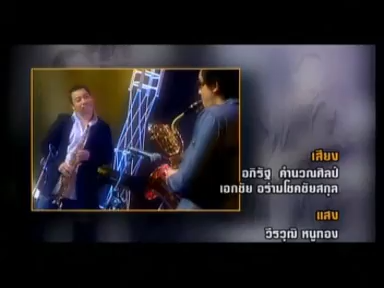 เสียง
อภิรัฐ คำนวณศิลป์
เอกชัย อร่ามโชคชัยสกุล
แสง
วีรวุฒิ หนูทอง